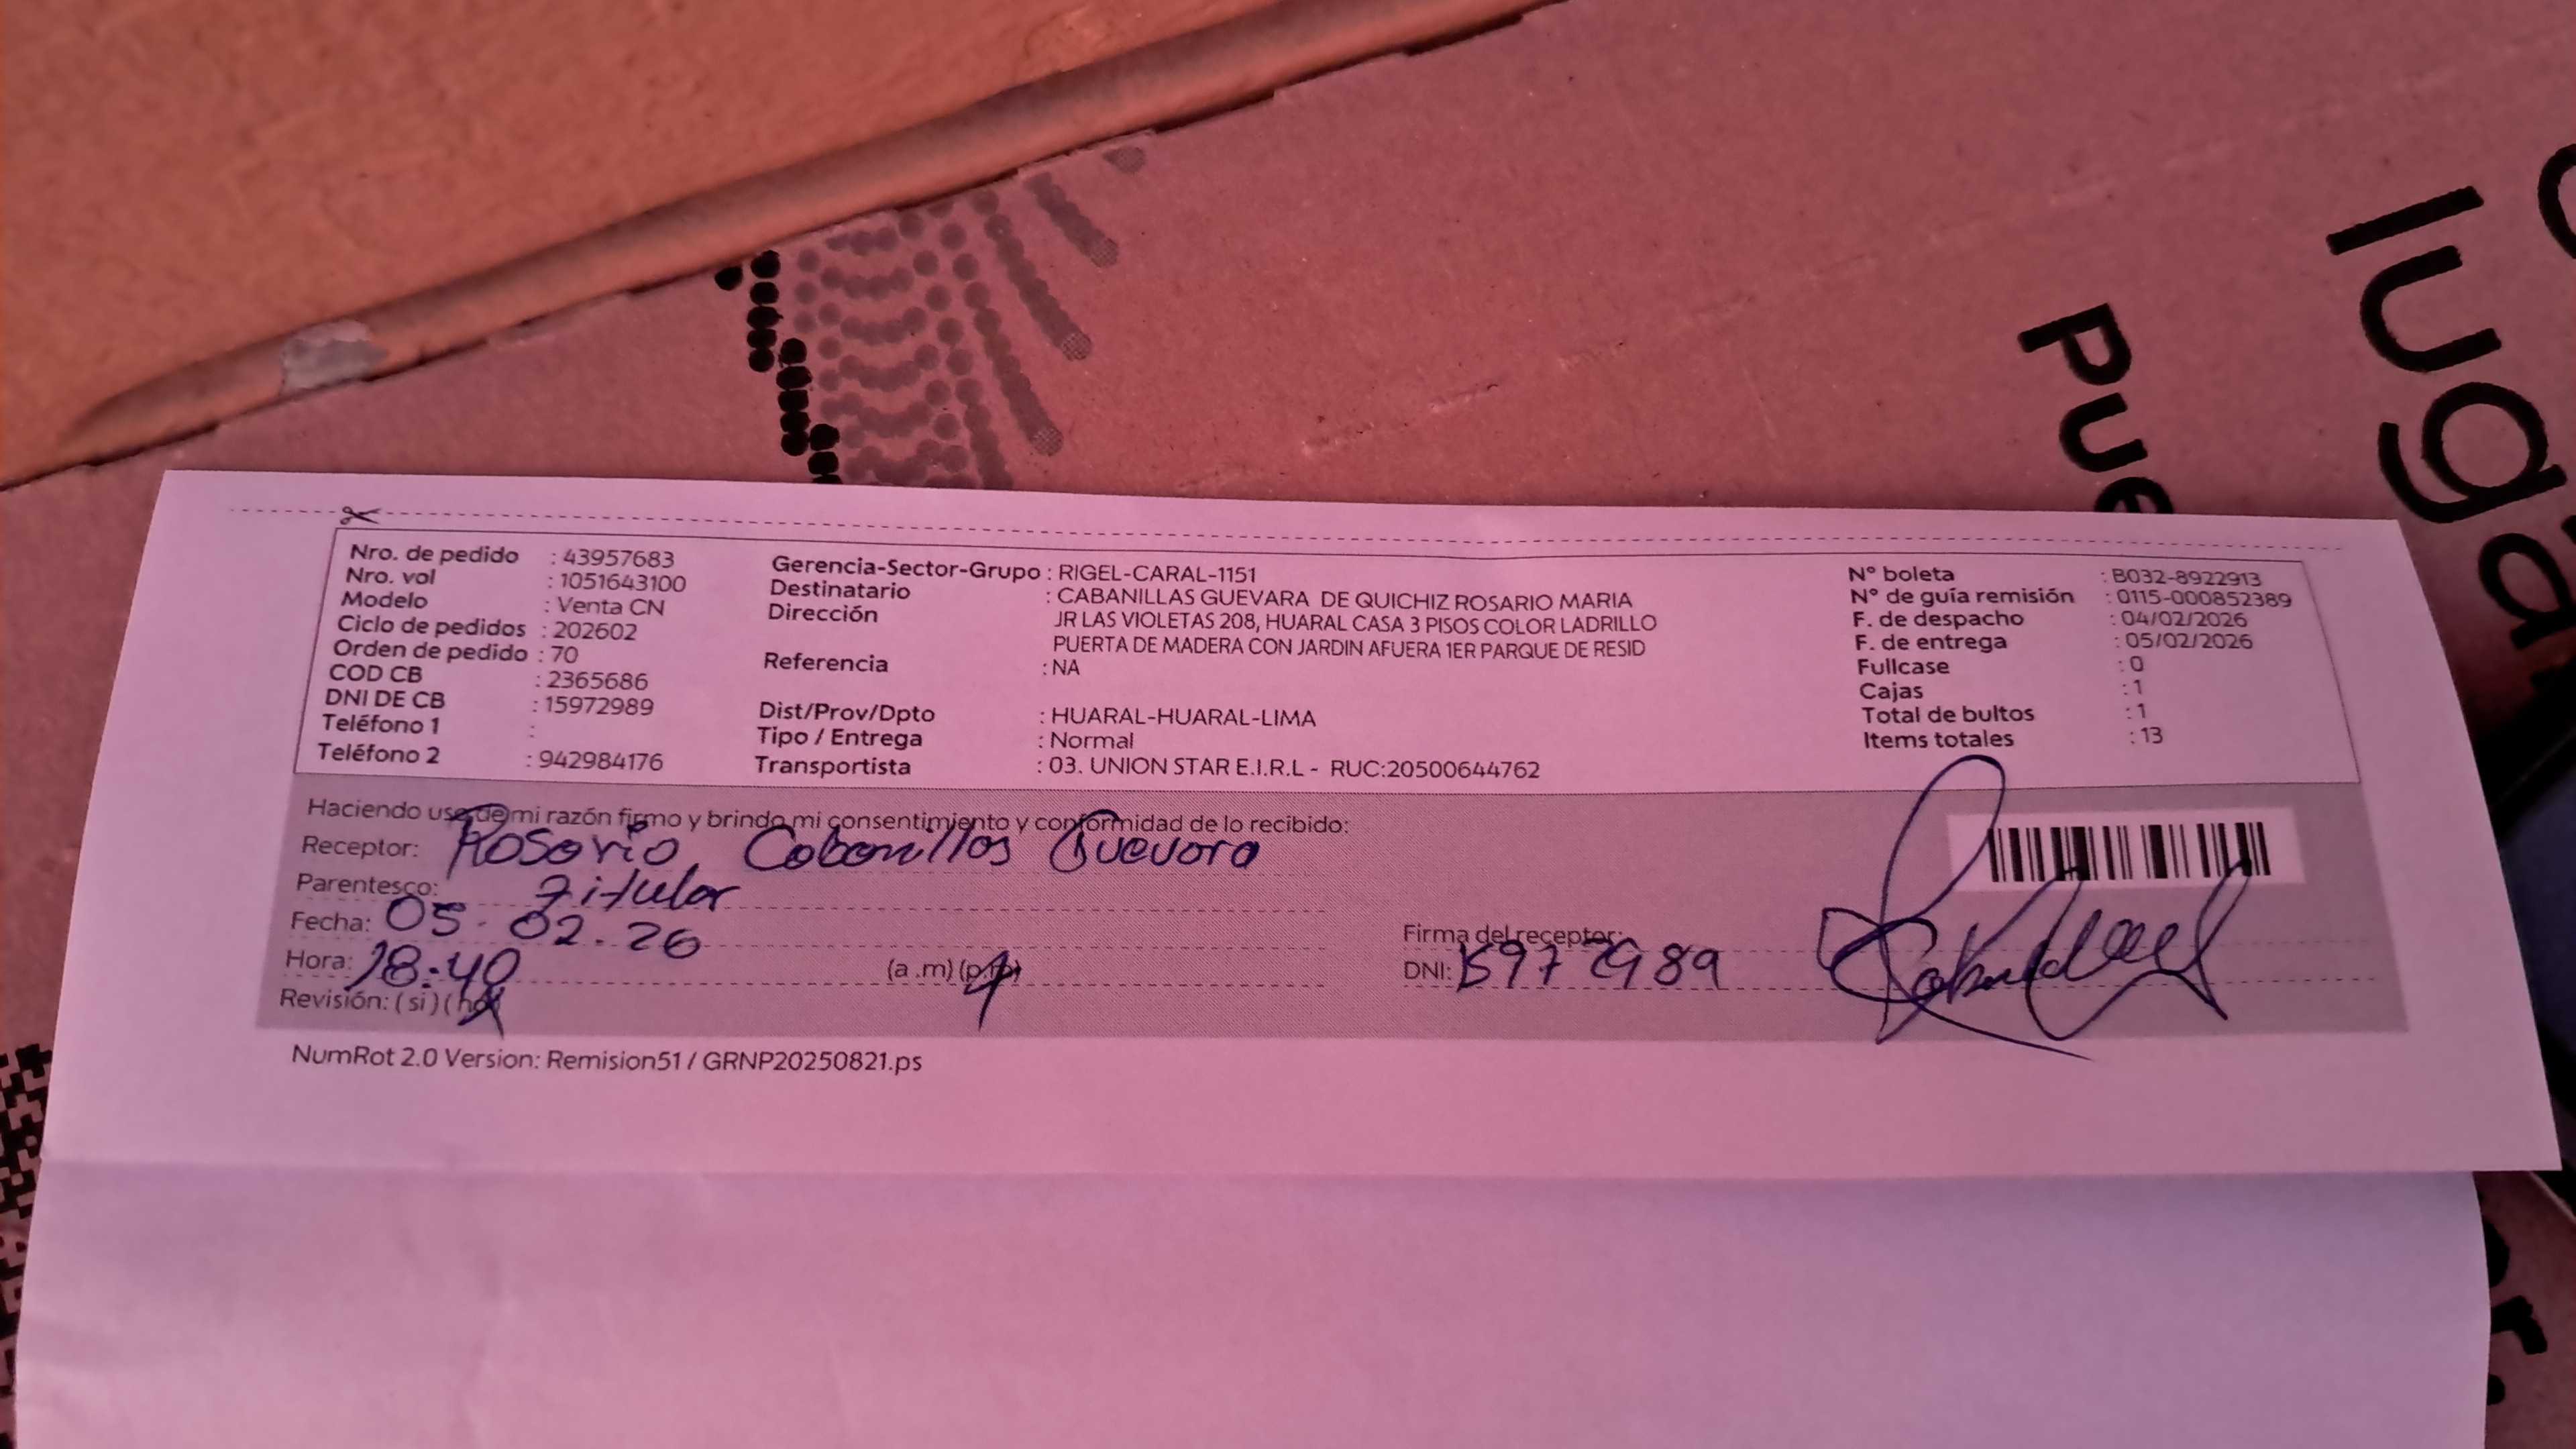 Nro. de pedido : 43957683
Nro. vol : 1051643100
Modelo : Venta CN
Ciclo de pedidos : 202602
Orden de pedido : 70
COD CB : 2365686
DNI DE CB : 15972989
Teléfono 1 :
Teléfono 2 : 942984176
Gerencia-Sector-Grupo : RIGEL-CARAL-1151
Destinatario : CABANILLAS GUEVARA DE QUICHIZ ROSARIO MARIA
Dirección JR LAS VIOLETAS 208, HUARAL CASA 3 PISOS COLOR LADRILLO
PUERTA DE MADERA CON JARDIN AFUERA 1ER PARQUE DE RESID
Referencia : NA
Dist/Prov/Dpto : HUARAL-HUARAL-LIMA
Tipo / Entrega : Normal
Transportista : 03. UNION STAR E.I.R.L - RUC:20500644762
N° boleta : B032-8922913
N° de guía remisión : 0115-000852389
F. de despacho : 04/02/2026
F. de entrega : 05/02/2026
Fullcase : 0
Cajas : 1
Total de bultos : 1
Items totales : 13
Haciendo uso de mi razón firmo y brindo mi consentimiento y conformidad de lo recibido:
Receptor: Rosario Cabanillas Guevara
Parentesco: Titular
Fecha: 05-02-26
Hora: 18:40 (a.m) (p.m)
Revisión: (si) (no)
Firma del receptor:
DNI: 15972989
NumRot 2.0 Version: Remision51 / GRNP20250821.ps
Pue
luga